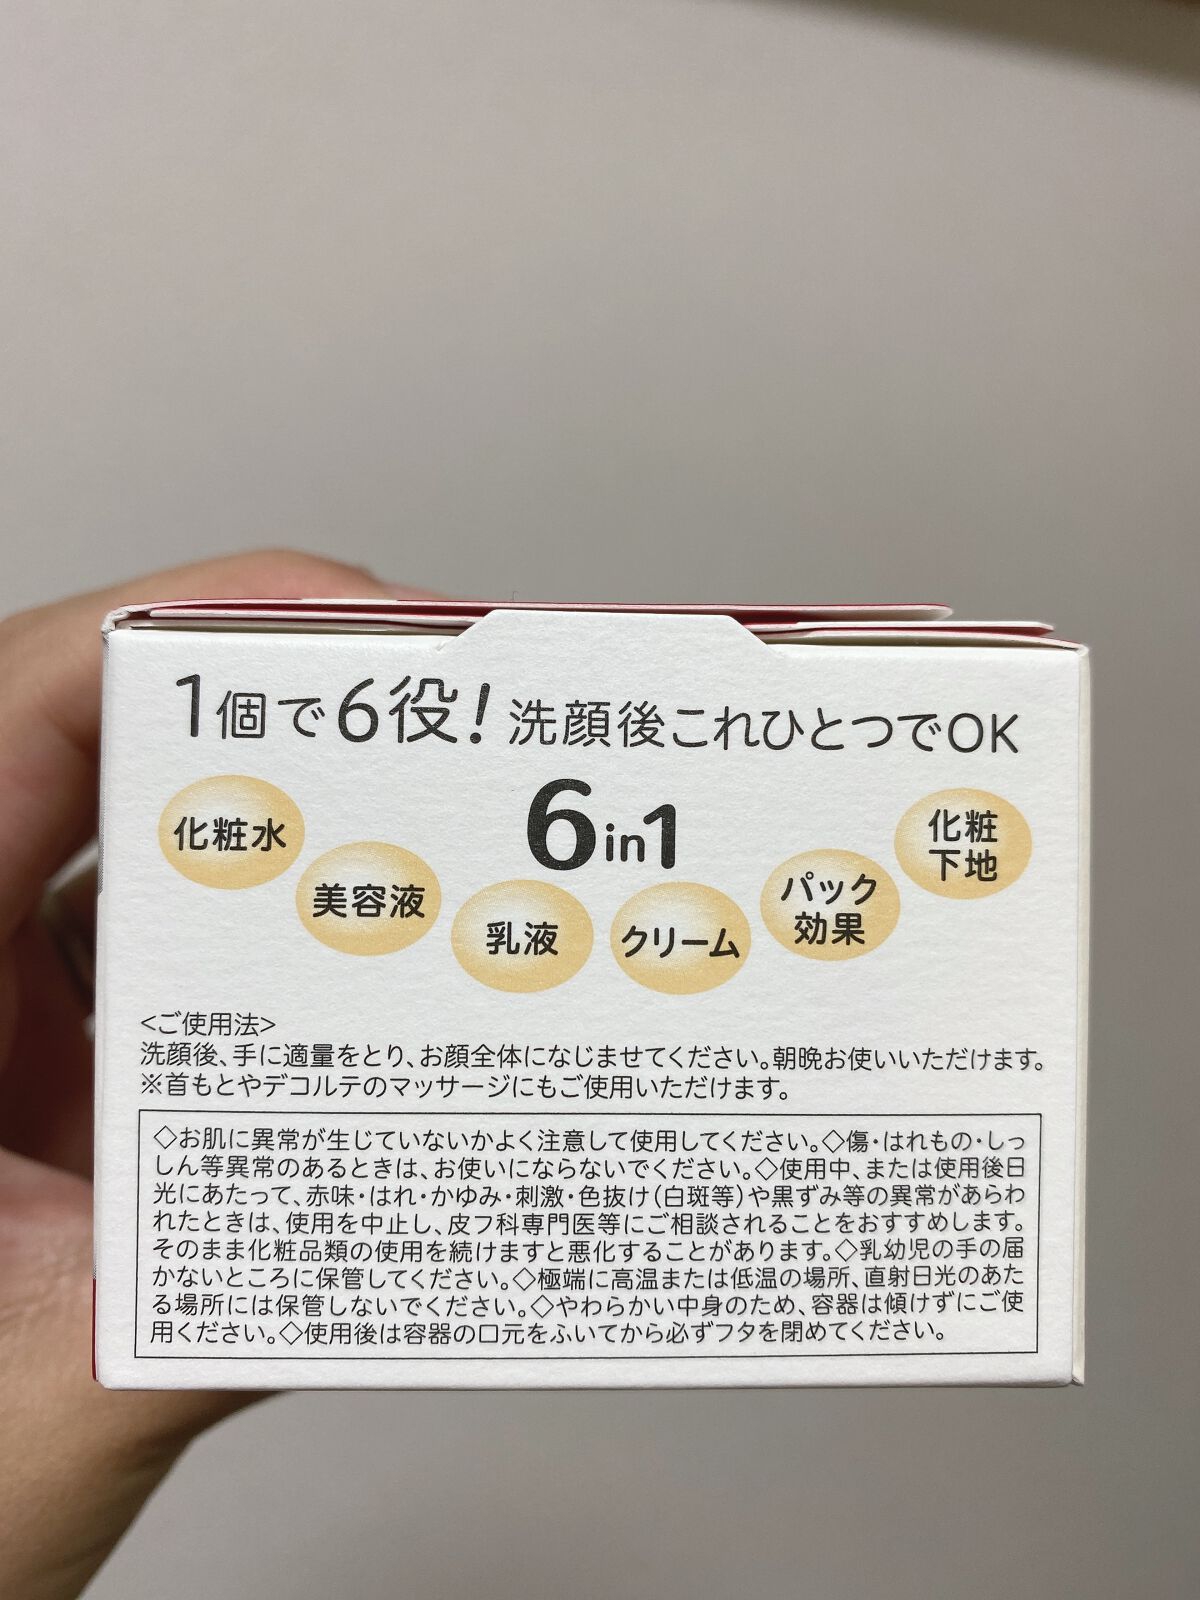 1個で6役!洗顔後これひとつでOK
6in1
化粧水
美容液
乳液
クリーム
パック
効果
化粧
下地
<ご使用法>
洗顔後、手に適量をとり、お顔全体になじませてください。朝晩お使いいただけます。
※首もとやデコルテのマッサージにもご使用いただけます。
◇お肌に異常が生じていないかよく注意して使用してください。◇傷・はれもの・しっ
しん等異常のあるときは、お使いにならないでください。◇使用中、または使用後日
光にあたって、赤味・はれ・かゆみ・刺激・色抜け(白斑等)や黒ずみ等の異常があらわ
れたときは、使用を中止し、皮フ科専門医等にご相談されることをおすすめします。
そのまま化粧品類の使用を続けますと悪化することがあります。◇乳幼児の手の届
かないところに保管してください。◇極端に高温または低温の場所、直射日光のあた
る場所には保管しないでください。◇やわらかい中身のため、容器は傾けずにご使
用ください。◇使用後は容器の口元をふいてから必ずフタを閉めてください。